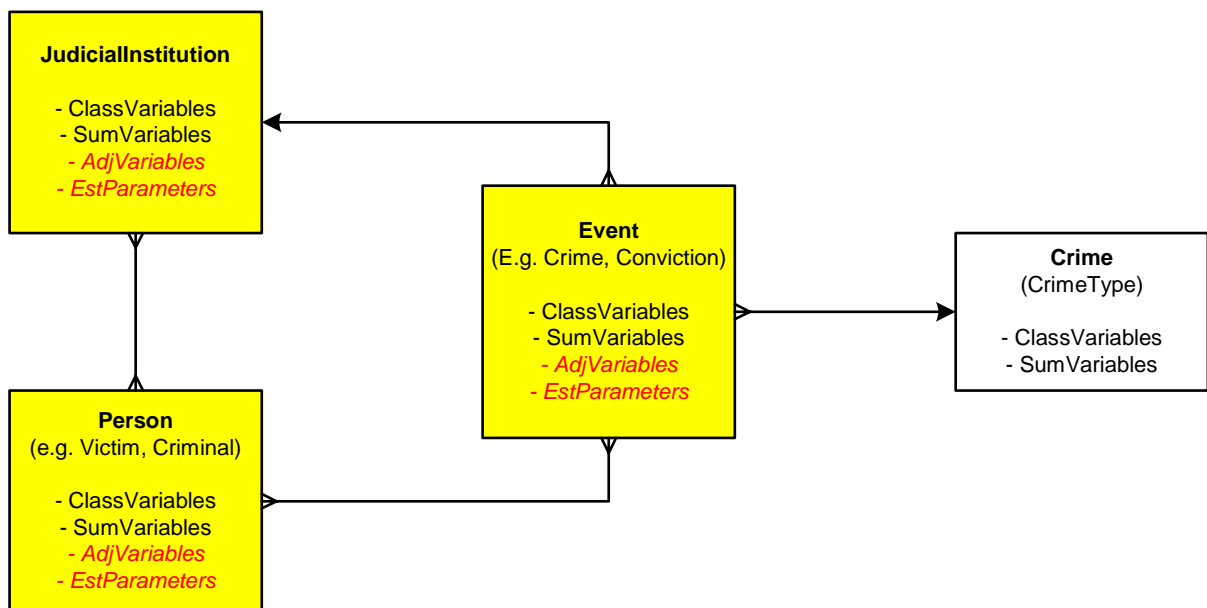 JudicialInstitution
- ClassVariables
- SumVariables
- AdjVariables
- EstParameters
Event
(E.g. Crime, Conviction)
- ClassVariables
- SumVariables
- AdjVariables
- EstParameters
Crime
(CrimeType)
- ClassVariables
- SumVariables
Person
(e.g. Victim, Criminal)
- ClassVariables
- SumVariables
- AdjVariables
- EstParameters